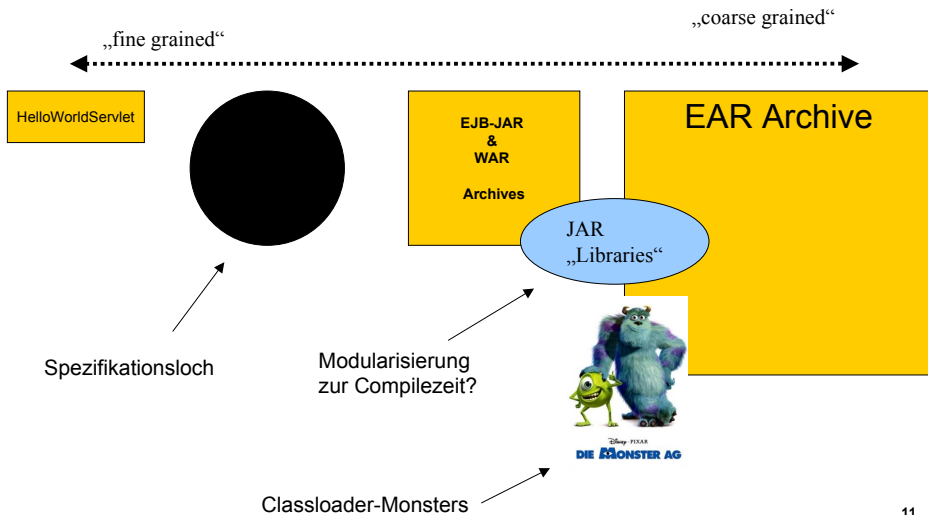 „fine grained“
„coarse grained“
HelloWorldServlet
EJB-JAR
&
WAR
Archives
EAR Archive
JAR
„Libraries“
Spezifikationsloch
Modularisierung
zur Compilezeit?
Disney · PIXAR
DIE MONSTER AG
Classloader-Monsters
11